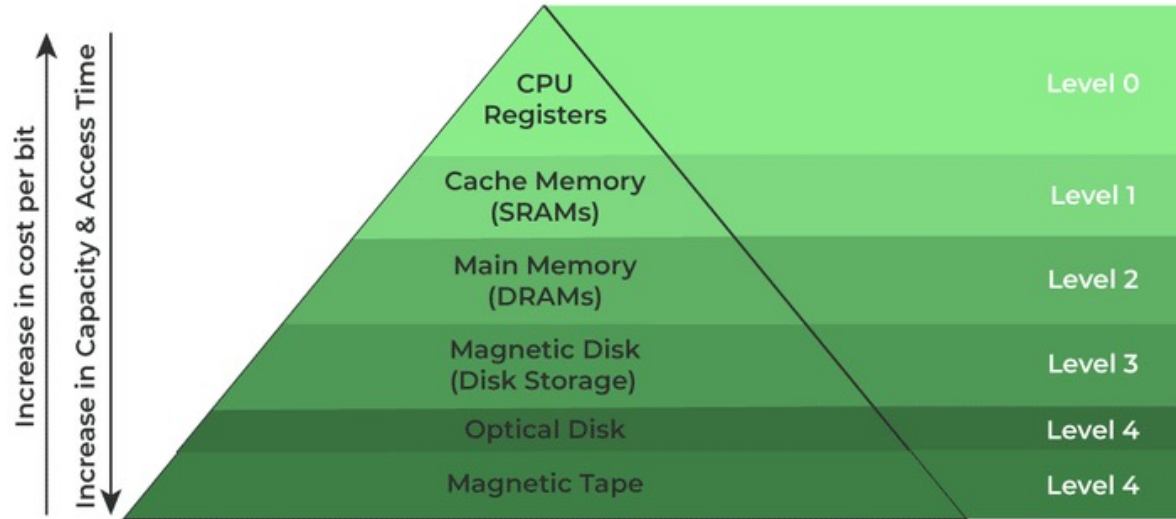 Increase in cost per bit
Increase in Capacity & Access Time
CPU
Registers
Level 0
Cache Memory
(SRAMs)
Level 1
Main Memory
(DRAMs)
Level 2
Magnetic Disk
(Disk Storage)
Level 3
Optical Disk
Level 4
Magnetic Tape
Level 4